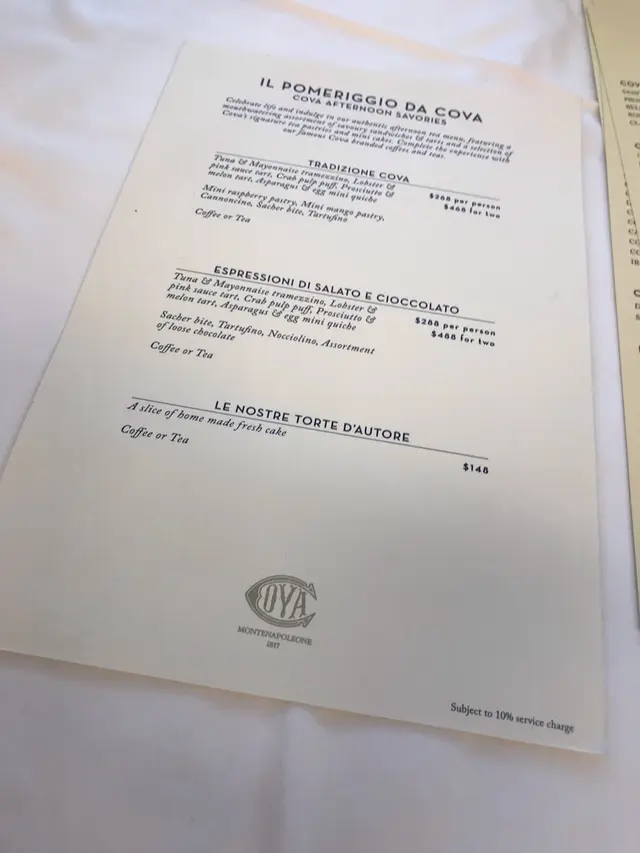 IL POMERIGGIO DA COVA
COVA AFTERNOON SAVORIES
Celebrate life and indulge in our authentic afternoon tea menu, featuring a
mouthwatering assortment of savoury sandwiches & tarts and a selection of
Cova's signature tea pastries and mini cakes. Complete the experience with
our famous Cova branded coffees and teas.
TRADIZIONE COVA
Tuna & Mayonnaise tramezzino, Lobster &
pink sauce tart, Crab pulp puff, Prosciutto &
melon tart, Asparagus & egg mini quiche
$268 per person
$468 for two
Mini raspberry pastry, Mini mango pastry,
Cannoncino, Sacher bite, Tartufino
Coffee or Tea
ESPRESSIONI DI SALATO E CIOCCOLATO
Tuna & Mayonnaise tramezzino, Lobster &
pink sauce tart, Crab pulp puff, Prosciutto &
melon tart, Asparagus & egg mini quiche
$288 per person
$488 for two
Sacher bite, Tartufino, Nocciolino, Assortment
of loose chocolate
Coffee or Tea
LE NOSTRE TORTE D'AUTORE
A slice of home made fresh cake
$148
Coffee or Tea
COVA
MONTENAPOLEONE
1817
Subject to 10% service charge